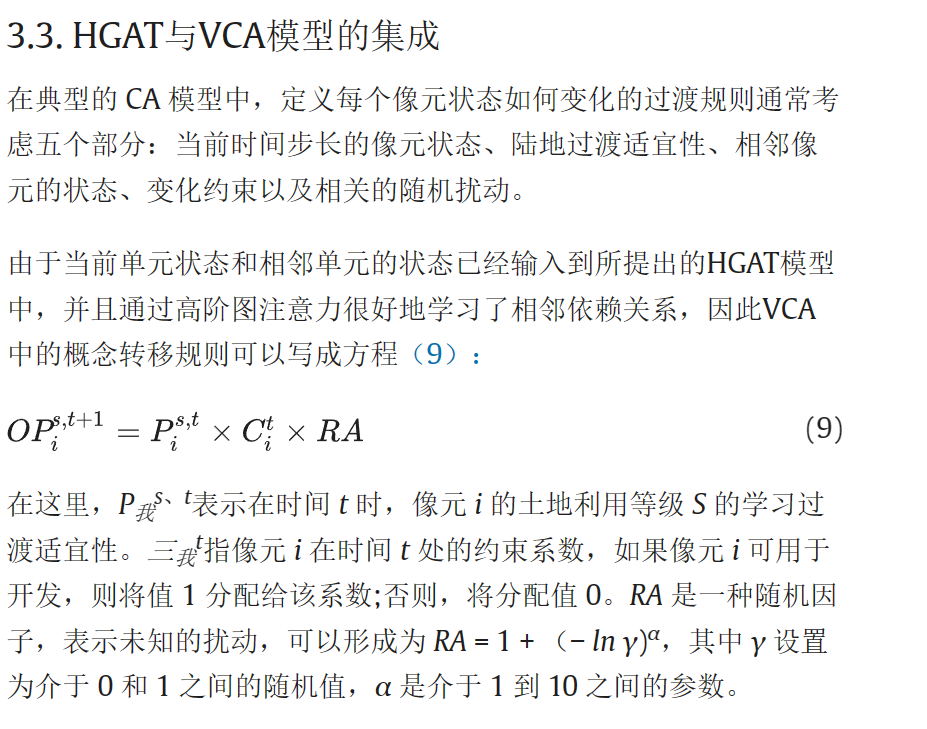 3.3. HGAT与VCA模型的集成
在典型的 CA 模型中，定义每个像元状态如何变化的过渡规则通常考
虑五个部分：当前时间步长的像元状态、陆地过渡适宜性、相邻像
元的状态、变化约束以及相关的随机扰动。
由于当前单元状态和相邻单元的状态已经输入到所提出的HGAT模型
中，并且通过高阶图注意力很好地学习了相邻依赖关系，因此VCA
中的概念转移规则可以写成方程（9）：
$OP_i^{s,t+1} = P_i^{s,t} \times C_i^t \times RA$ (9)
在这里，P我s、t表示在时间 t 时，像元 i 的土地利用等级 S 的学习过
渡适宜性。三我t指像元 i 在时间 t 处的约束系数，如果像元 i 可用于
开发，则将值 1 分配给该系数;否则，将分配值 0。RA 是一种随机因
子，表示未知的扰动，可以形成为 RA = 1 + （− ln γ)α，其中 γ 设置
为介于 0 和 1 之间的随机值，α 是介于 1 到 10 之间的参数。